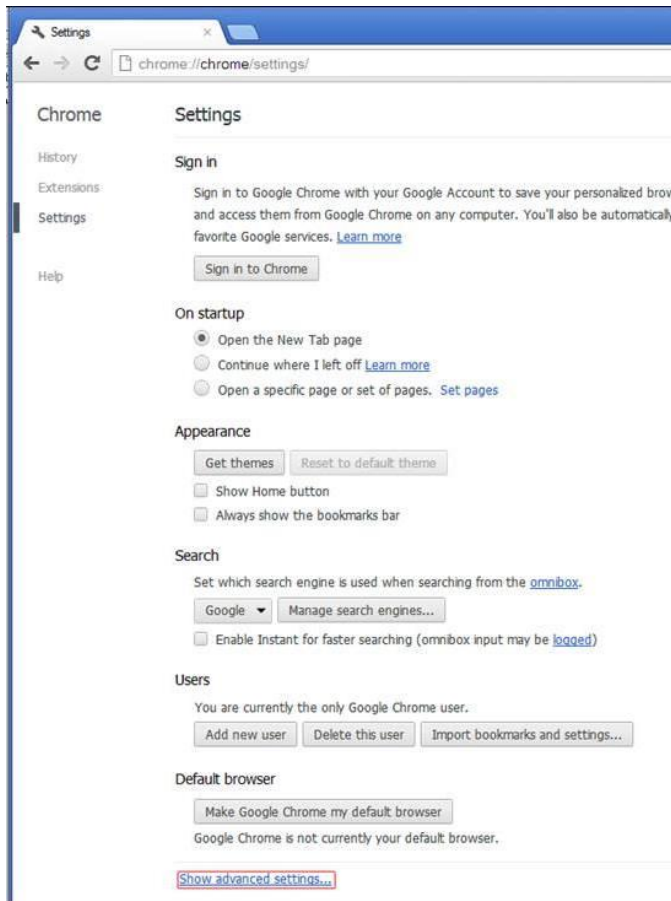 Settings
chrome://chrome/settings/
Chrome
History
Extensions
Settings
Help
Settings
Sign in
Sign in to Google Chrome with your Google Account to save your personalized
and access them from Google Chrome on any computer. You'll also be automatically
favorite Google services. Learn more
Sign in to Chrome
On startup
Open the New Tab page
Continue where I left off Learn more
Open a specific page or set of pages. Set pages
Appearance
Get themes Reset to default theme
Show Home button
Always show the bookmarks bar
Search
Set which search engine is used when searching from the omnibox.
Google Manage search engines...
Enable Instant for faster searching (omnibox input may be logged)
Users
You are currently the only Google Chrome user.
Add new user Delete this user Import bookmarks and settings...
Default browser
Make Google Chrome my default browser
Google Chrome is not currently your default browser.
Show advanced settings...